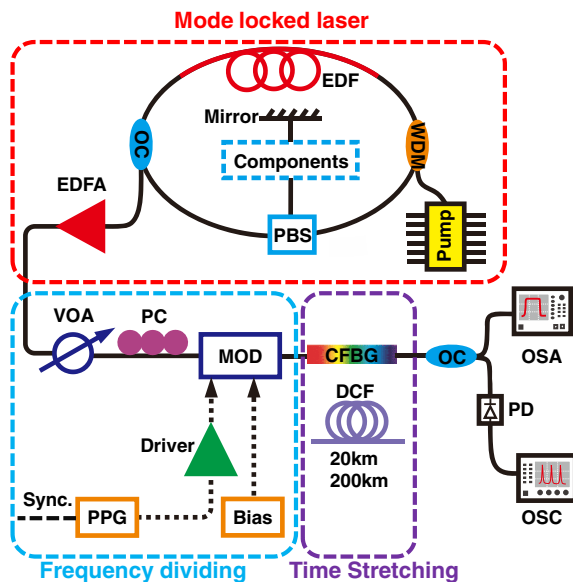 Mode locked laser
EDF
Mirror
OC
WDM
Components
EDFA
PBS
Pump
VOA
PC
MOD
CFBG
OC
OSA
DCF
PD
Driver
20km
200km
Sync.
PPG
Bias
OSC
Frequency dividing
Time Stretching